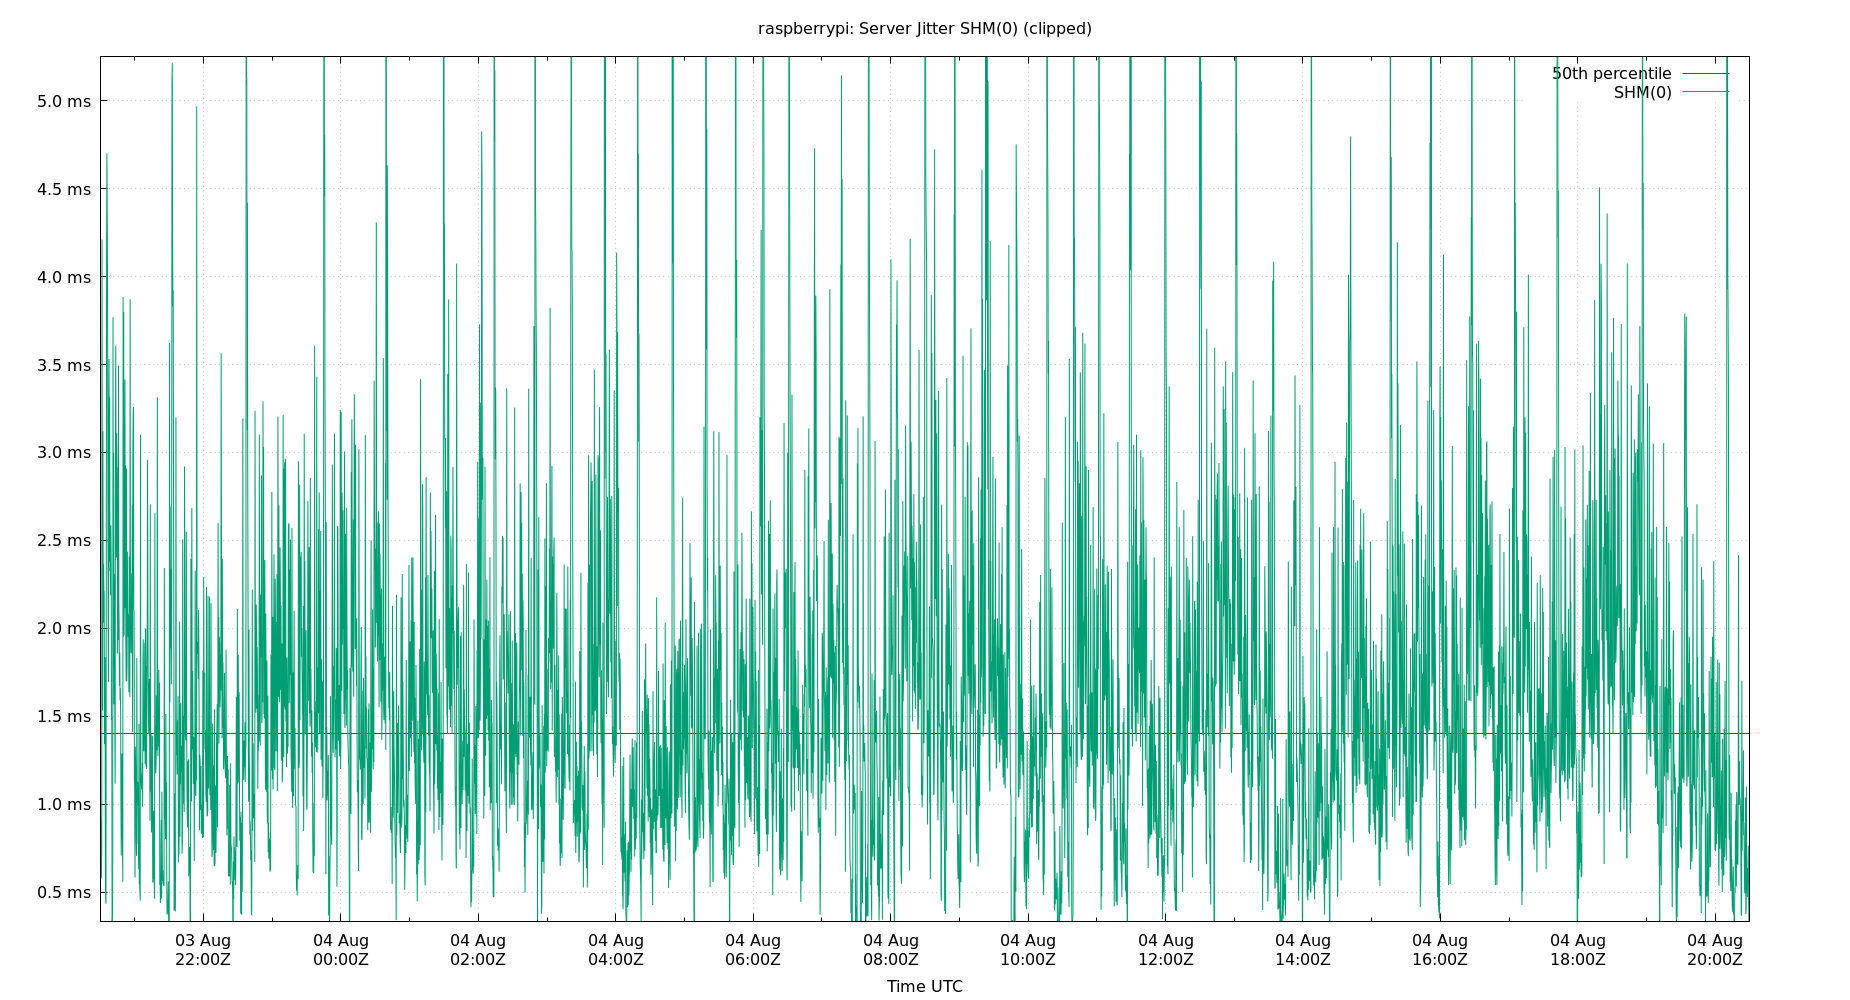 raspberrypi: Server Jitter SHM(0) (clipped)
50th percentile
SHM(0)
5.0 ms
4.5 ms
4.0 ms
3.5 ms
3.0 ms
2.5 ms
2.0 ms
1.5 ms
1.0 ms
0.5 ms
03 Aug 04 Aug 04 Aug 04 Aug 04 Aug 04 Aug 04 Aug 04 Aug 04 Aug 04 Aug 04 Aug 04 Aug
22:00Z 00:00Z 02:00Z 04:00Z 06:00Z 08:00Z 10:00Z 12:00Z 14:00Z 16:00Z 18:00Z 20:00Z
Time UTC